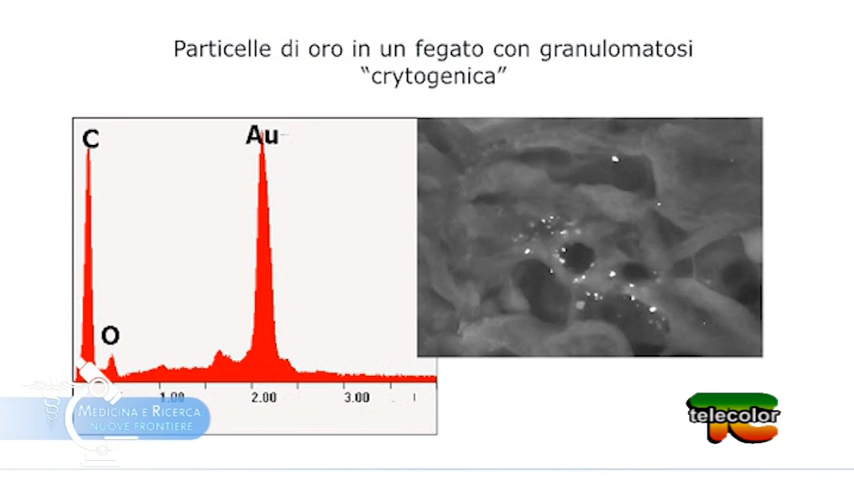 Particelle di oro in un fegato con granulomatosi
“crytogenica”
C
Au
O
1.00
2.00
3.00
MEDICINA E RICERCA
NUOVE FRONTIERE
telecolor